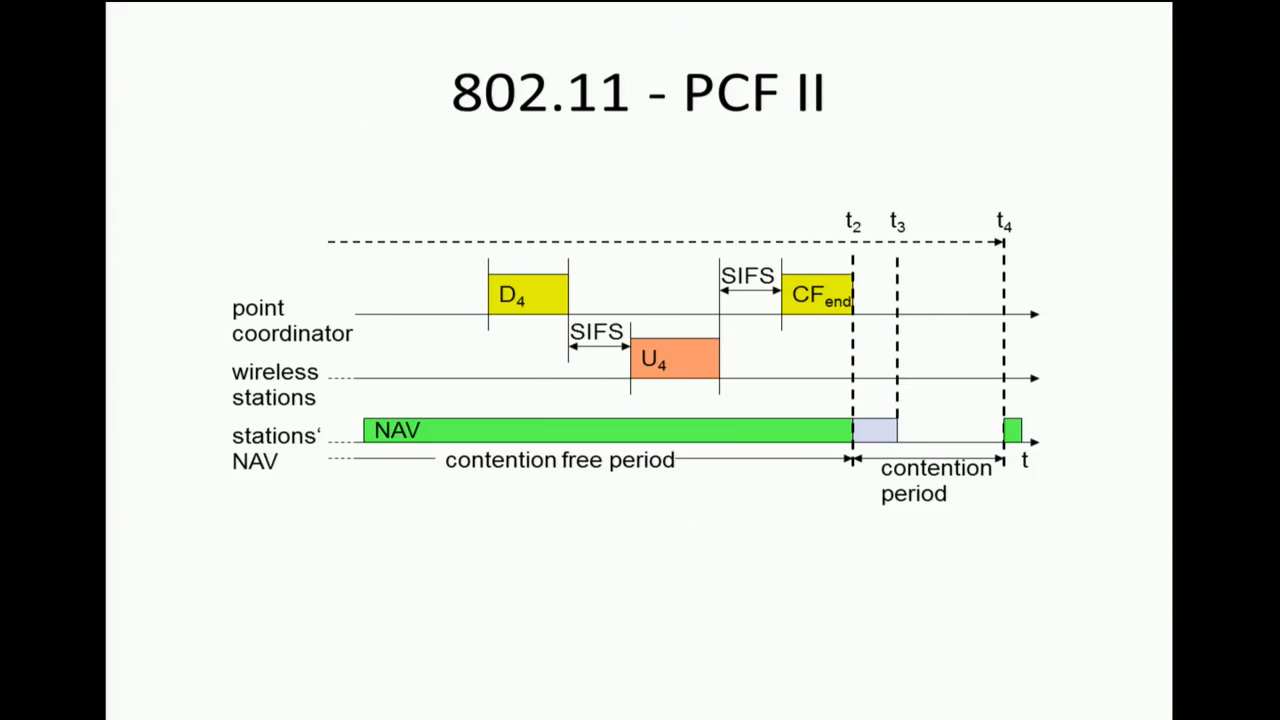 802.11 - PCF II
t2 t3 t4
SIFS
D4
CFend
point
coordinator
SIFS
U4
wireless
stations
NAV
stations‘
NAV
contention free period
contention
period
t